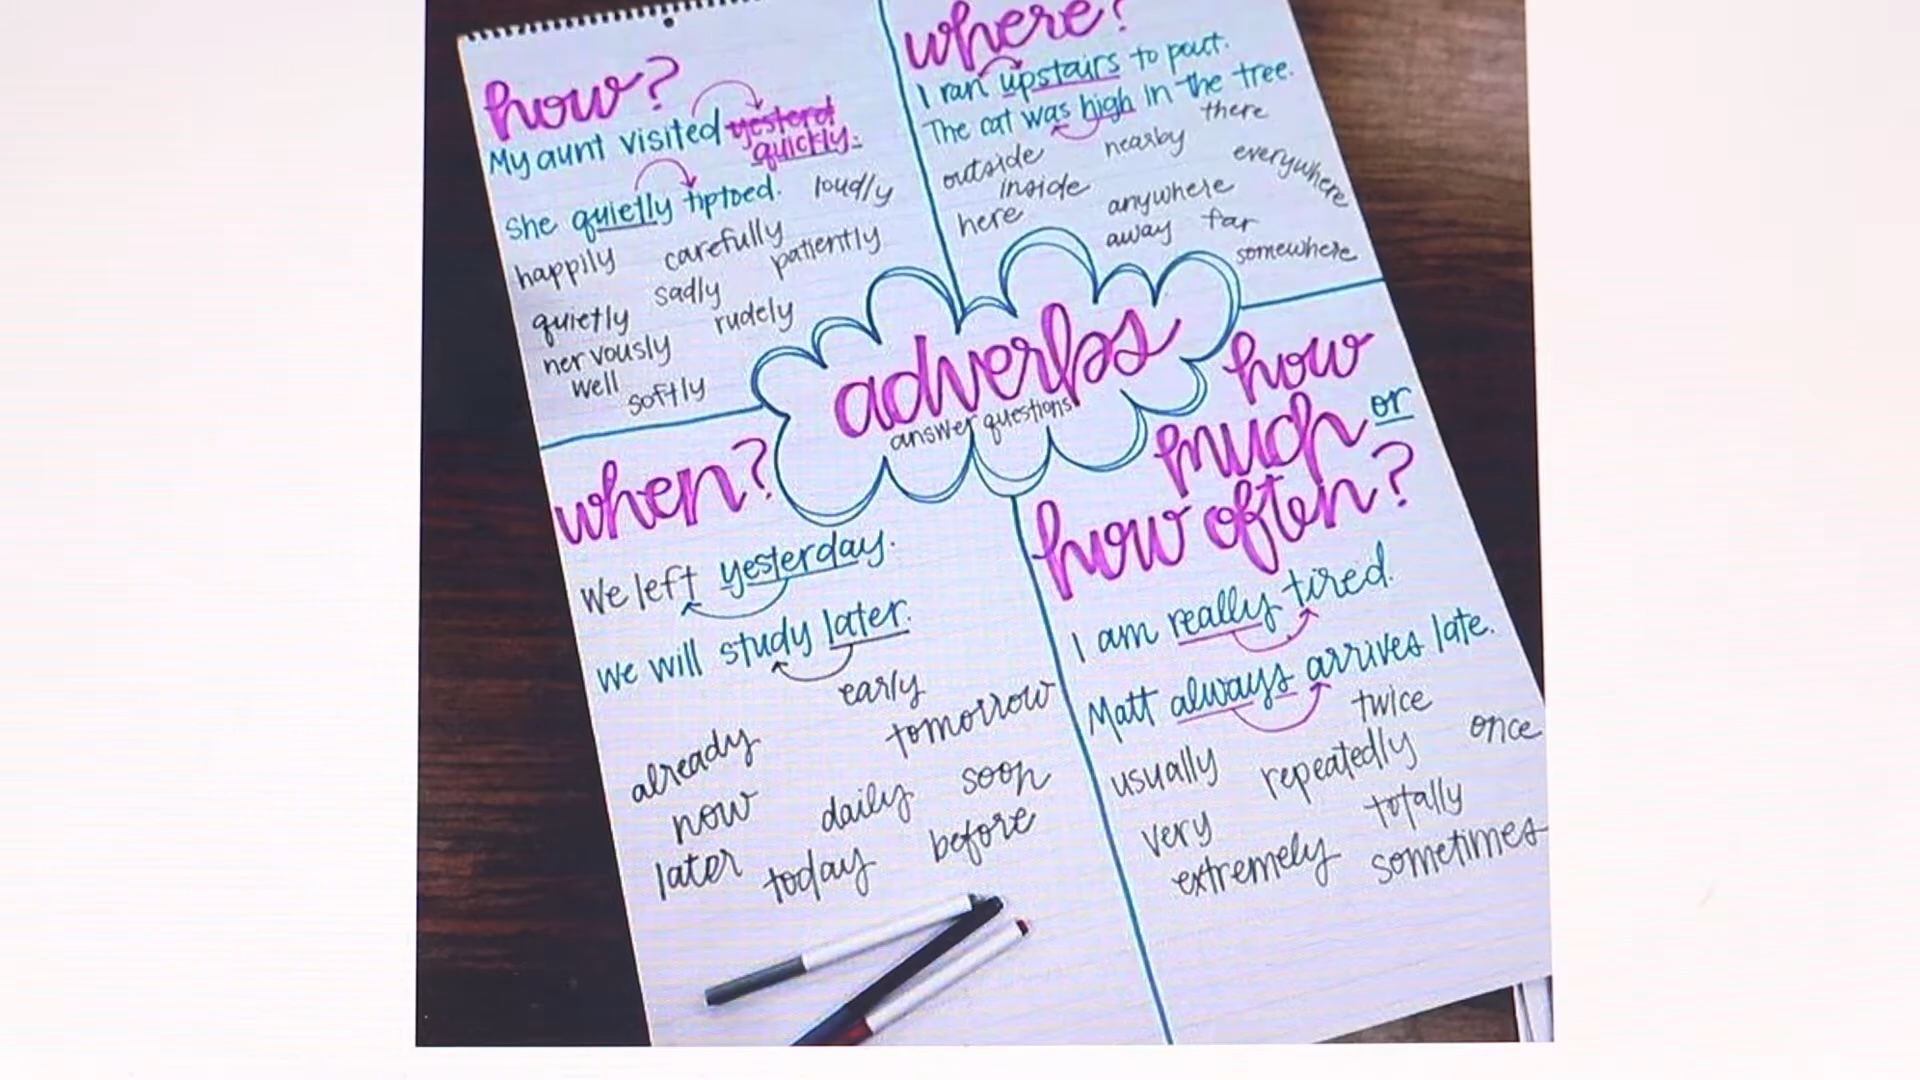 how?
My aunt visited yesterd
quickly.
She quietly tiptoed. loudly
happily carefully patiently
quietly sadly rudely
nervously
well softly
where?
I ran upstairs to pact.
The cat was high in the tree.
outside nearby there everywhere
inside
here anywhere
away far
somewhere
adverbs
answer questions
when?
We left yesterday.
We will study later.
early
already tomorrow
now daily soon
later today before
how
much or
how often?
I am really tired.
Matt always arrives late.
twice
usually repeatedly once
very totally
extremely sometimes